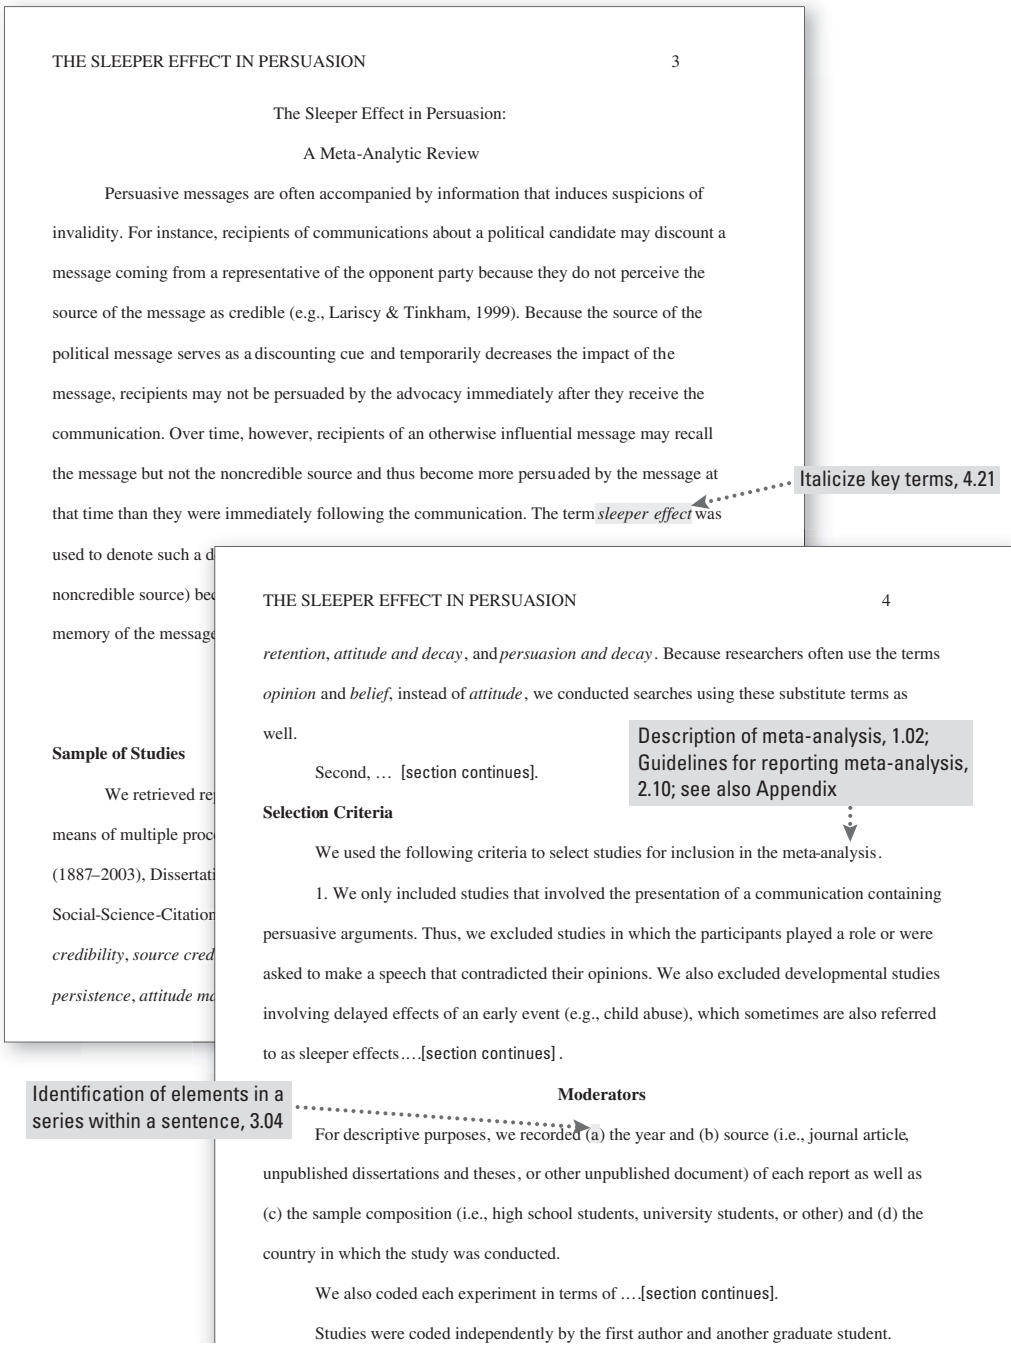 THE SLEEPER EFFECT IN PERSUASION 3
The Sleeper Effect in Persuasion:
A Meta-Analytic Review
Persuasive messages are often accompanied by information that induces suspicions of
invalidity. For instance, recipients of communications about a political candidate may discount a
message coming from a representative of the opponent party because they do not perceive the
source of the message as credible (e.g., Lariscy & Tinkham, 1999). Because the source of the
political message serves as a discounting cue and temporarily decreases the impact of the
message, recipients may not be persuaded by the advocacy immediately after they receive the
communication. Over time, however, recipients of an otherwise influential message may recall
the message but not the noncredible source and thus become more persuaded by the message at
that time than they were immediately following the communication. The term sleeper effect was
used to denote such a d
noncredible source) bec
memory of the message
Sample of Studies
We retrieved rep
means of multiple proc
(1887–2003), Dissertati
Social-Science-Citation
credibility, source cred
persistence, attitude ma
Italicize key terms, 4.21
THE SLEEPER EFFECT IN PERSUASION 4
retention, attitude and decay, and persuasion and decay. Because researchers often use the terms
opinion and belief, instead of attitude, we conducted searches using these substitute terms as
well.
Second, … [section continues].
Description of meta-analysis, 1.02;
Guidelines for reporting meta-analysis,
2.10; see also Appendix
Selection Criteria
We used the following criteria to select studies for inclusion in the meta-analysis.
1. We only included studies that involved the presentation of a communication containing
persuasive arguments. Thus, we excluded studies in which the participants played a role or were
asked to make a speech that contradicted their opinions. We also excluded developmental studies
involving delayed effects of an early event (e.g., child abuse), which sometimes are also referred
to as sleeper effects….[section continues] .
Identification of elements in a
series within a sentence, 3.04
Moderators
For descriptive purposes, we recorded (a) the year and (b) source (i.e., journal article,
unpublished dissertations and theses, or other unpublished document) of each report as well as
(c) the sample composition (i.e., high school students, university students, or other) and (d) the
country in which the study was conducted.
We also coded each experiment in terms of ….[section continues].
Studies were coded independently by the first author and another graduate student.